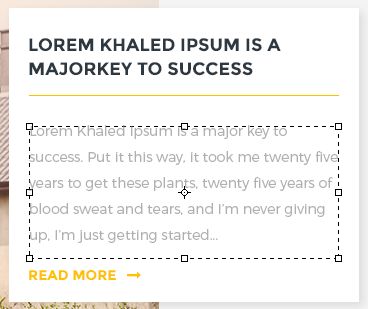 LOREM KHALED IPSUM IS A
MAJORKEY TO SUCCESS
Lorem Khaled Ipsum is a major key to
success. Put it this way, it took me twenty five
years to get these plants, twenty five years of
blood sweat and tears, and I'm never giving
up, I'm just getting started...
READ MORE